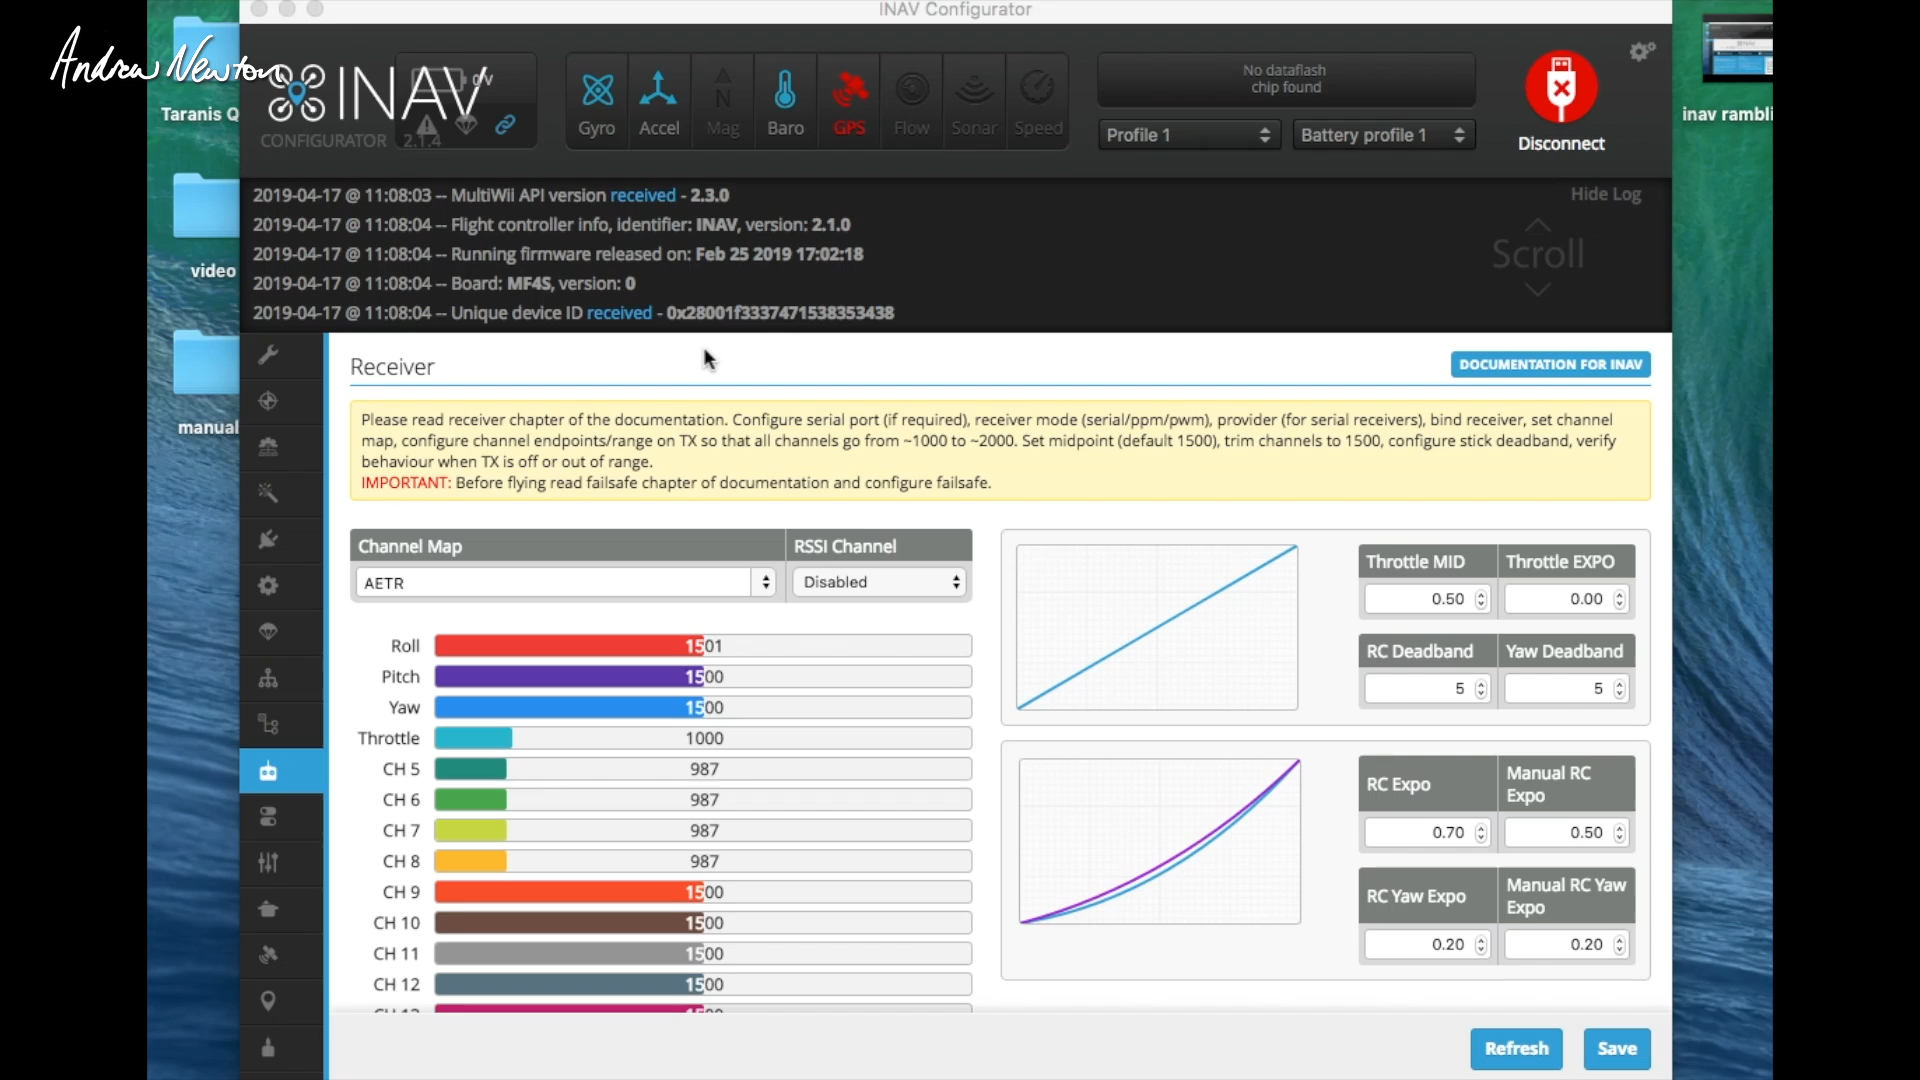 INAV Configurator
Andrew Newton
INAV
CONFIGURATOR 2.1.4
0V
Taranis Q
video
manual
inav rambli
Gyro
Accel
Mag
Baro
GPS
Flow
Sonar
Speed
No dataflash
chip found
Profile 1
Battery profile 1
Disconnect
2019-04-17 @ 11:08:03 -- MultiWii API version received - 2.3.0
2019-04-17 @ 11:08:04 -- Flight controller info, identifier: INAV, version: 2.1.0
2019-04-17 @ 11:08:04 -- Running firmware released on: Feb 25 2019 17:02:18
2019-04-17 @ 11:08:04 -- Board: MF4S, version: 0
2019-04-17 @ 11:08:04 -- Unique device ID received - 0x28001f3337471538353438
Hide Log
Scroll
Receiver
DOCUMENTATION FOR INAV
Please read receiver chapter of the documentation. Configure serial port (if required), receiver mode (serial/ppm/pwm), provider (for serial receivers), bind receiver, set channel
map, configure channel endpoints/range on TX so that all channels go from ~1000 to ~2000. Set midpoint (default 1500), trim channels to 1500, configure stick deadband, verify
behaviour when TX is off or out of range.
IMPORTANT: Before flying read failsafe chapter of documentation and configure failsafe.
Channel Map
RSSI Channel
AETR
Disabled
Roll 1501
Pitch 1500
Yaw 1500
Throttle 1000
CH 5 987
CH 6 987
CH 7 987
CH 8 987
CH 9 1500
CH 10 1500
CH 11 1500
CH 12 1500
CH 13 1500
Throttle MID
Throttle EXPO
0.50
0.00
RC Deadband
Yaw Deadband
5
5
RC Expo
Manual RC
Expo
0.70
0.50
RC Yaw Expo
Manual RC Yaw
Expo
0.20
0.20
Refresh
Save